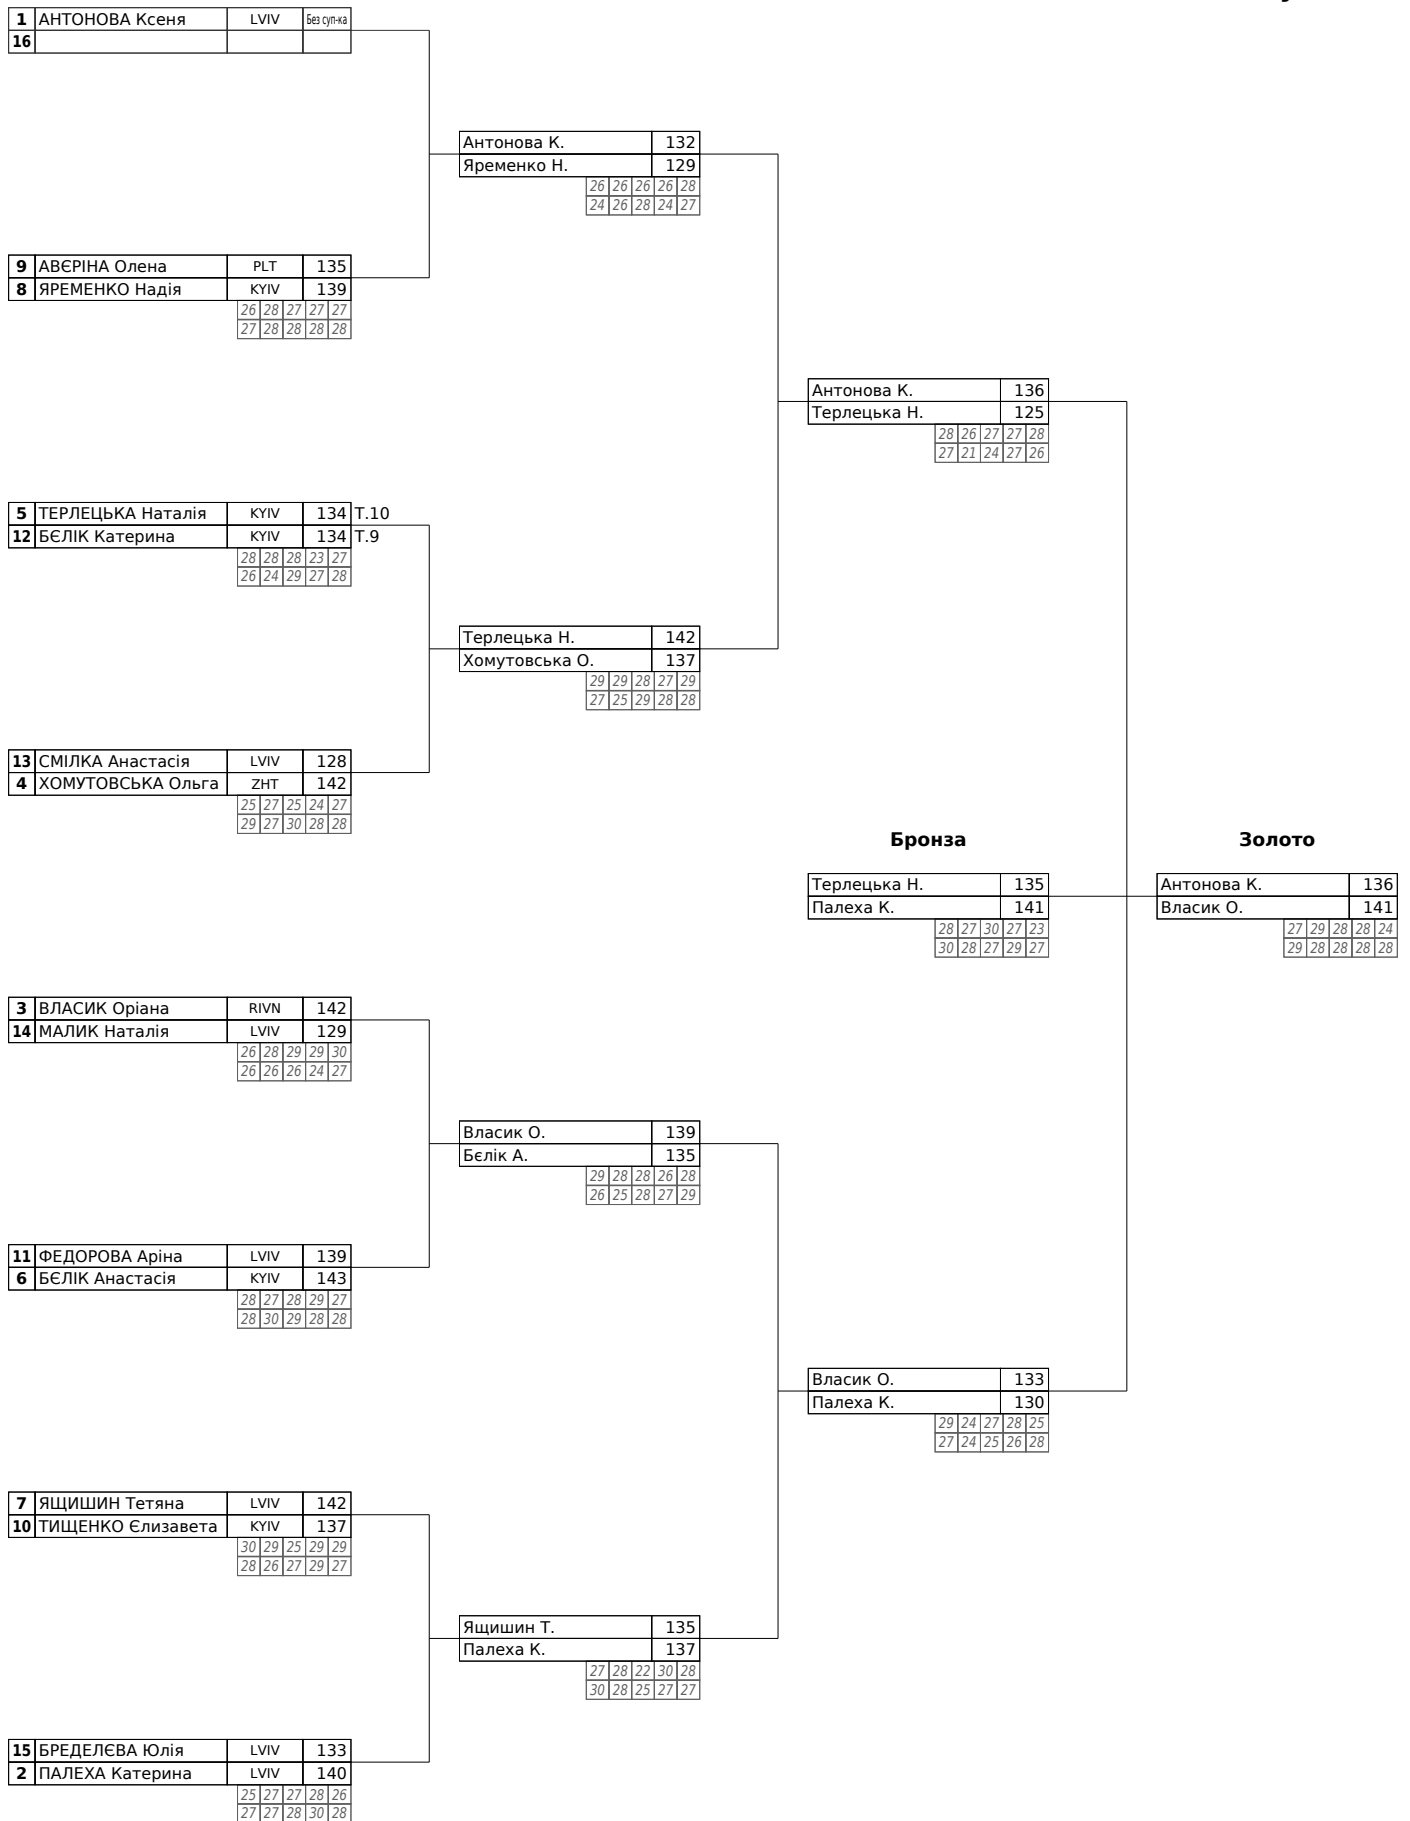 1 АНТОНОВА Ксеня LVIV Без суп-ка
16
Антонова К. 132
Яременко Н. 129
26 26 26 26 28
24 26 28 24 27
9 АВЄРІНА Олена PLT 135
8 ЯРЕМЕНКО Надія KYIV 139
26 28 27 27 27
27 28 28 28 28
Антонова К. 136
Терлецька Н. 125
28 26 27 27 28
27 21 24 27 26
5 ТЕРЛЕЦЬКА Наталія KYIV 134 T.10
12 БЄЛІК Катерина KYIV 134 T.9
28 28 28 23 27
26 24 29 27 28
Терлецька Н. 142
Хомутовська О. 137
29 29 28 27 29
27 25 29 28 28
13 СМІЛКА Анастасія LVIV 128
4 ХОМУТОВСЬКА Ольга ZHT 142
25 27 25 24 27
29 27 30 28 28
Бронза Золото
Терлецька Н. 135 Антонова К. 136
Палеха К. 141 Власик О. 141
28 27 30 27 23 27 29 28 28 24
30 28 27 29 27 29 28 28 28 28
3 ВЛАСИК Оріана RIVN 142
14 МАЛИК Наталія LVIV 129
26 28 29 29 30
26 26 26 24 27
Власик О. 139
Бєлік А. 135
29 28 28 26 28
26 25 28 27 29
11 ФЕДОРОВА Аріна LVIV 139
6 БЄЛІК Анастасія KYIV 143
28 27 28 29 27
28 30 29 28 28
Власик О. 133
Палеха К. 130
29 24 27 28 25
27 24 25 26 28
7 ЯЩИШИН Тетяна LVIV 142
10 ТИЩЕНКО Єлизавета KYIV 137
30 29 25 29 29
28 26 27 29 27
Ящишин Т. 135
Палеха К. 137
27 28 22 30 28
30 28 25 27 27
15 БРЕДЕЛЄВА Юлія LVIV 133
2 ПАЛЕХА Катерина LVIV 140
25 27 27 28 26
27 27 28 30 28